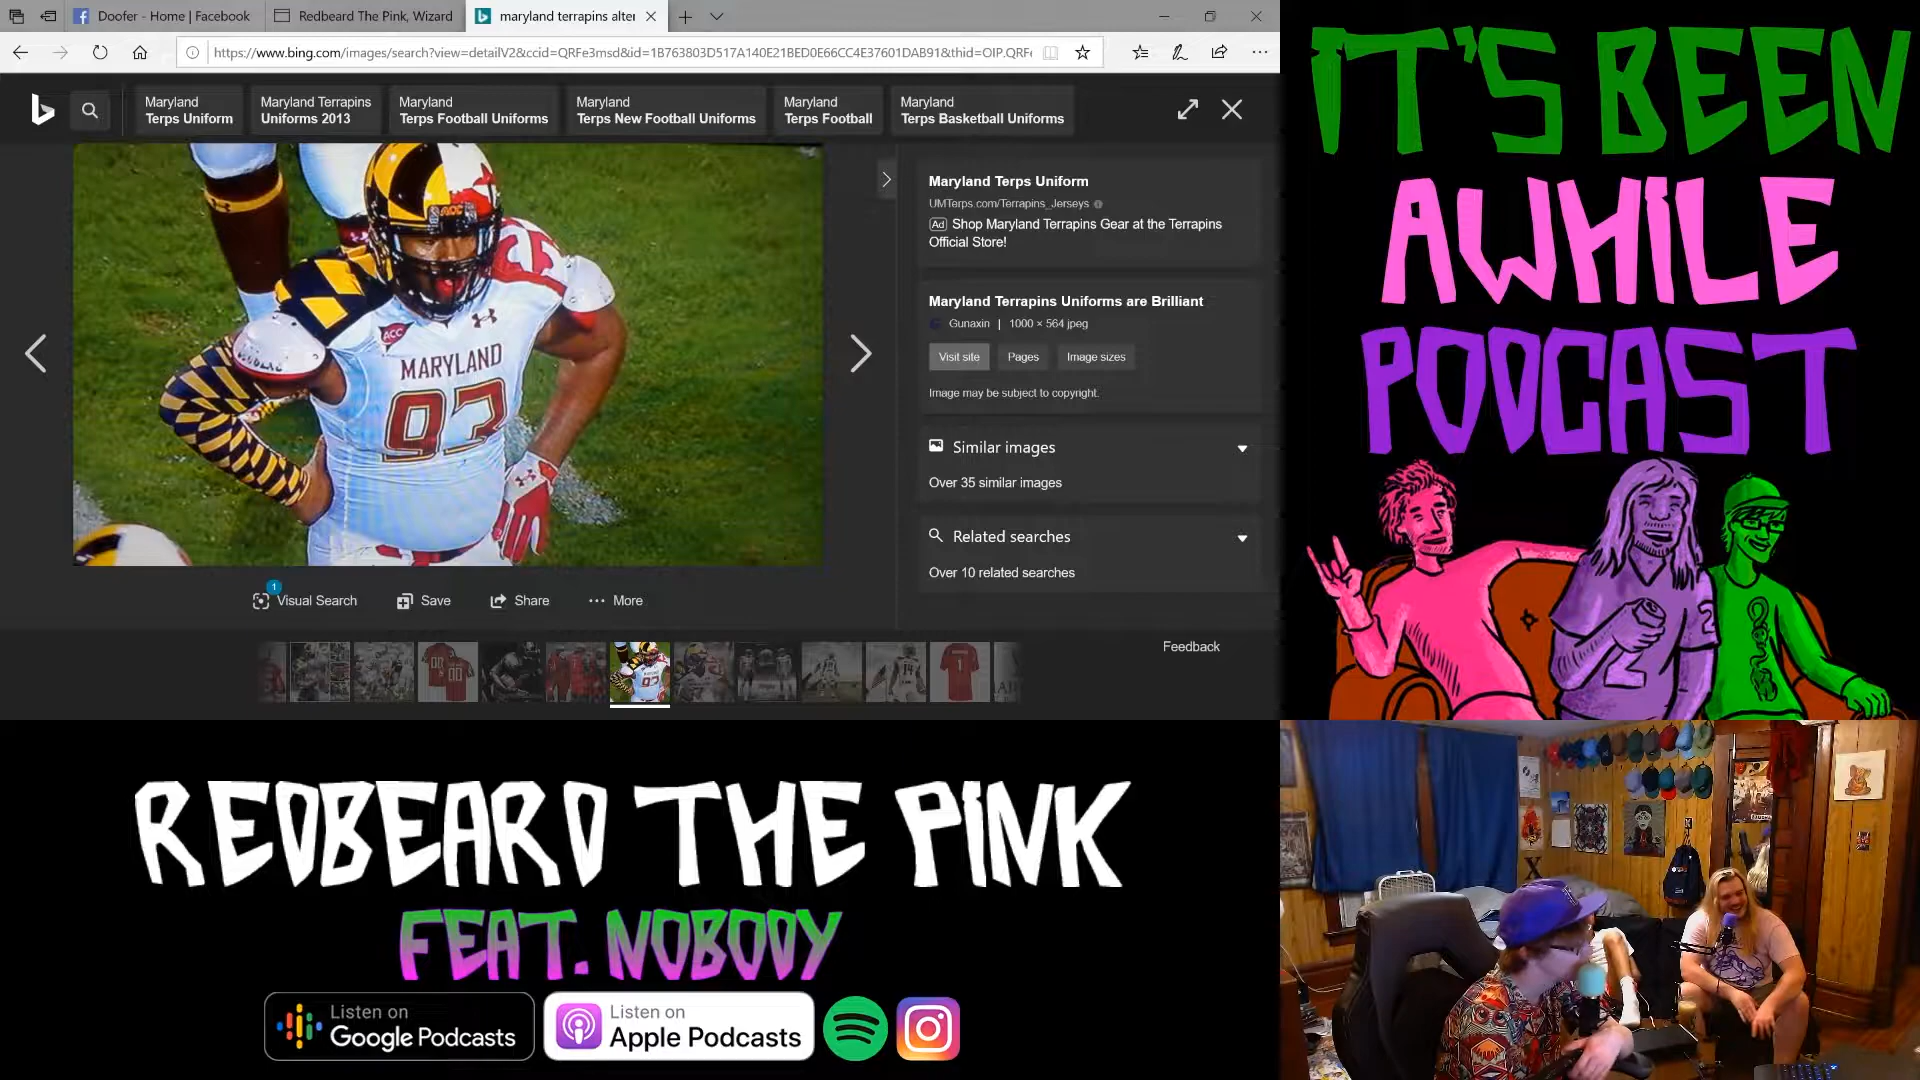 Doofer - Home | Facebook
Redbeard The Pink, Wizard
maryland terrapins alter
https://www.bing.com/images/search?view=detailV2&ccid=QRFe3msd&id=1B763803D517A140E21BED0E66CC4E37601DAB91&thid=OIP.QRF
Maryland
Terps Uniform
Maryland Terrapins
Uniforms 2013
Maryland
Terps Football Uniforms
Maryland
Terps New Football Uniforms
Maryland
Terps Football
Maryland
Terps Basketball Uniforms
ACC
MARYLAND
93
Maryland Terps Uniform
UMTerps.com/Terrapins_Jerseys
Ad Shop Maryland Terrapins Gear at the Terrapins
Official Store!
Maryland Terrapins Uniforms are Brilliant
Gunaxin | 1000 × 564 jpeg
Visit site
Pages
Image sizes
Image may be subject to copyright.
Similar images
Over 35 similar images
Related searches
Over 10 related searches
1
Visual Search
Save
Share
More
Feedback
IT'S BEEN
AWHILE
PODCAST
REDBEARD THE PINK
FEAT. NOBODY
Listen on
Google Podcasts
Listen on
Apple Podcasts